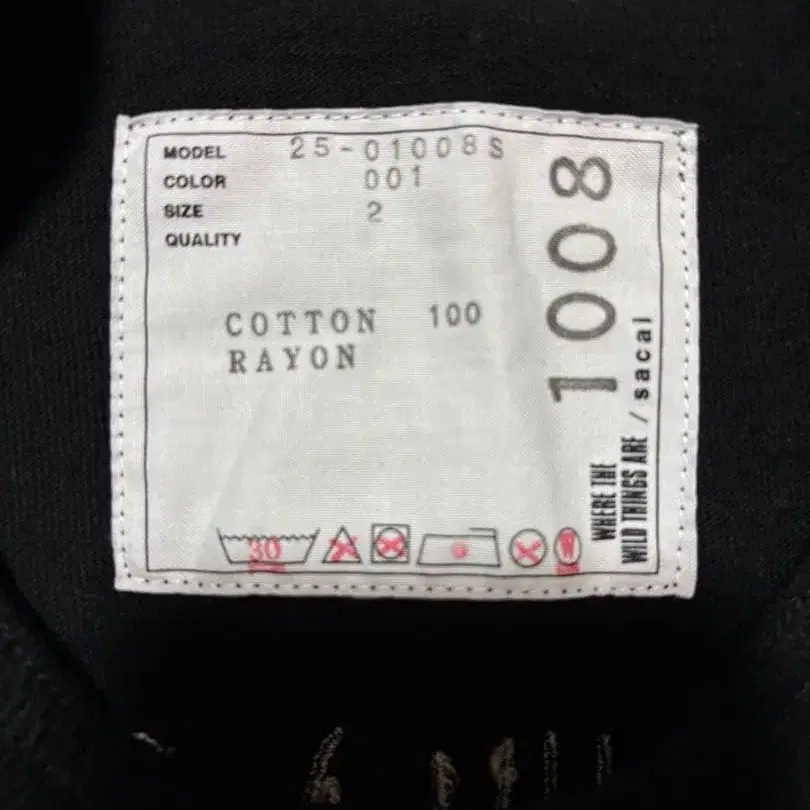 MODEL 25-01008S
COLOR 001
SIZE 2
QUALITY
COTTON 100
RAYON
30
W
1008
WHERE THE
WILD THINGS ARE / sacai